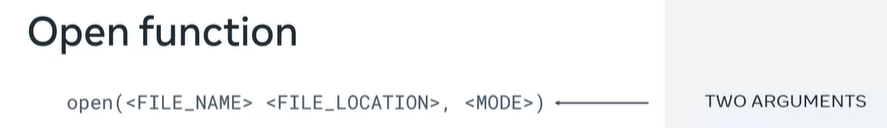 Open function
open(<FILE_NAME> <FILE_LOCATION>, <MODE>)
TWO ARGUMENTS